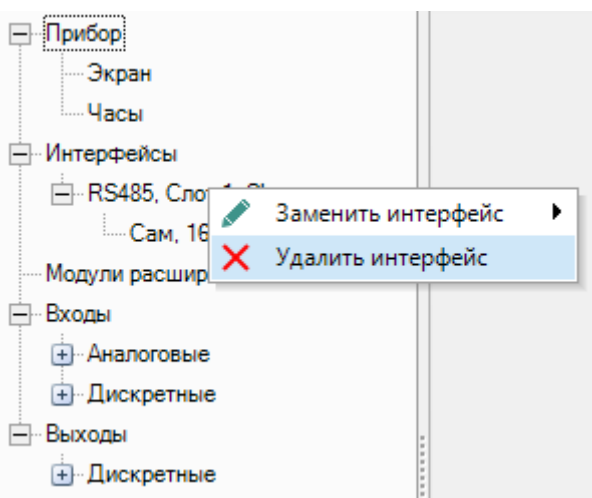 Прибор
Экран
Часы
Интерфейсы
RS485, Слот 1,
Заменить интерфейс
Сам, 16
Удалить интерфейс
Модули расшир
Входы
Аналоговые
Дискретные
Выходы
Дискретные